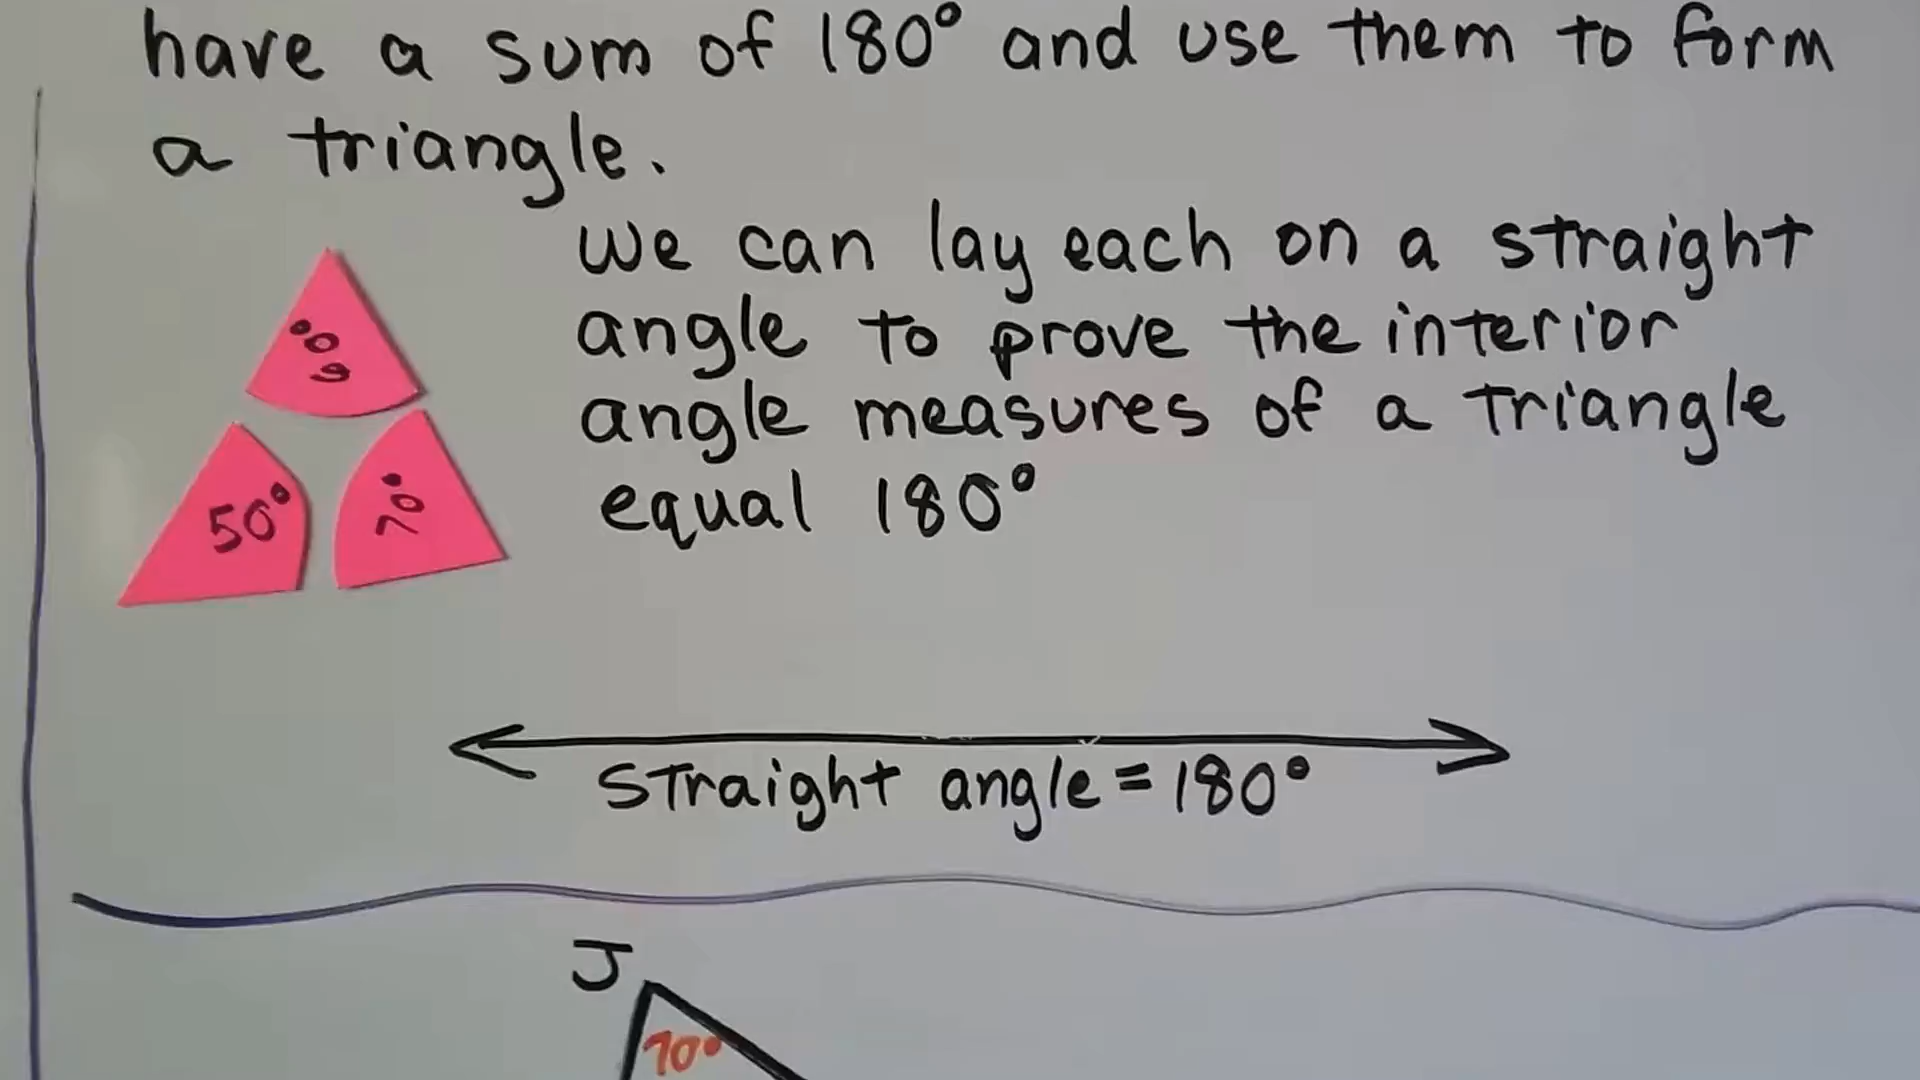 have a sum of 180° and use them to form
a triangle.
We can lay each on a straight
angle to prove the interior
angle measures of a triangle
equal 180°
60°
50°
70°
Straight angle = 180°
J
70°